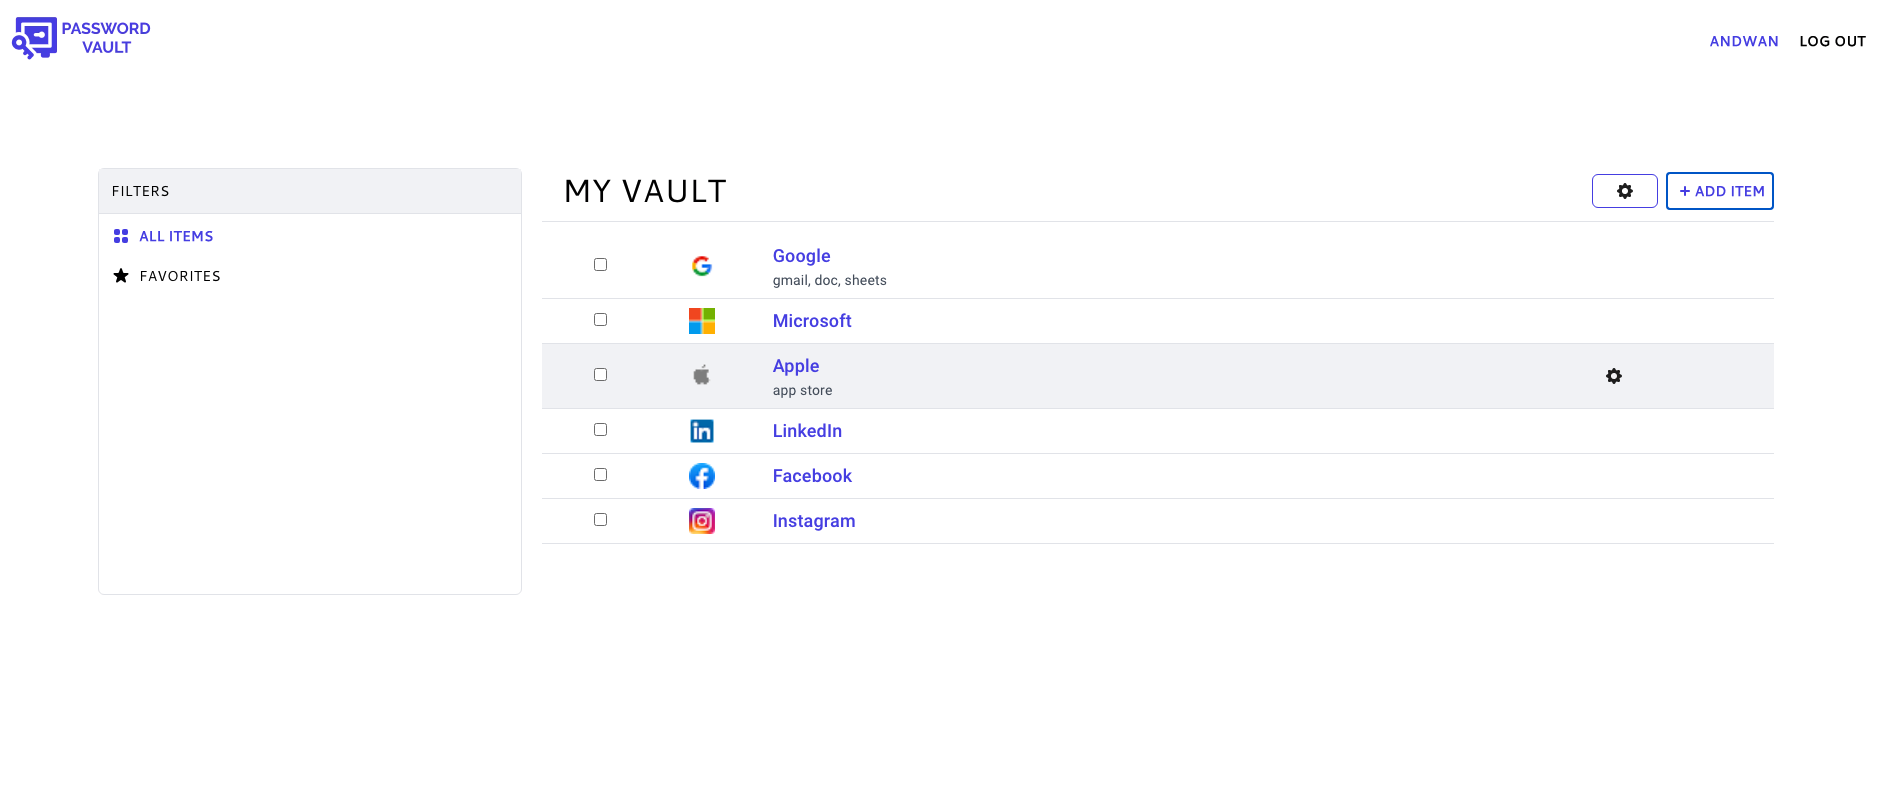 PASSWORD
VAULT
ANDWAN
LOG OUT
FILTERS
ALL ITEMS
FAVORITES
MY VAULT
+ ADD ITEM
Google
gmail, doc, sheets
Microsoft
Apple
app store
LinkedIn
Facebook
Instagram